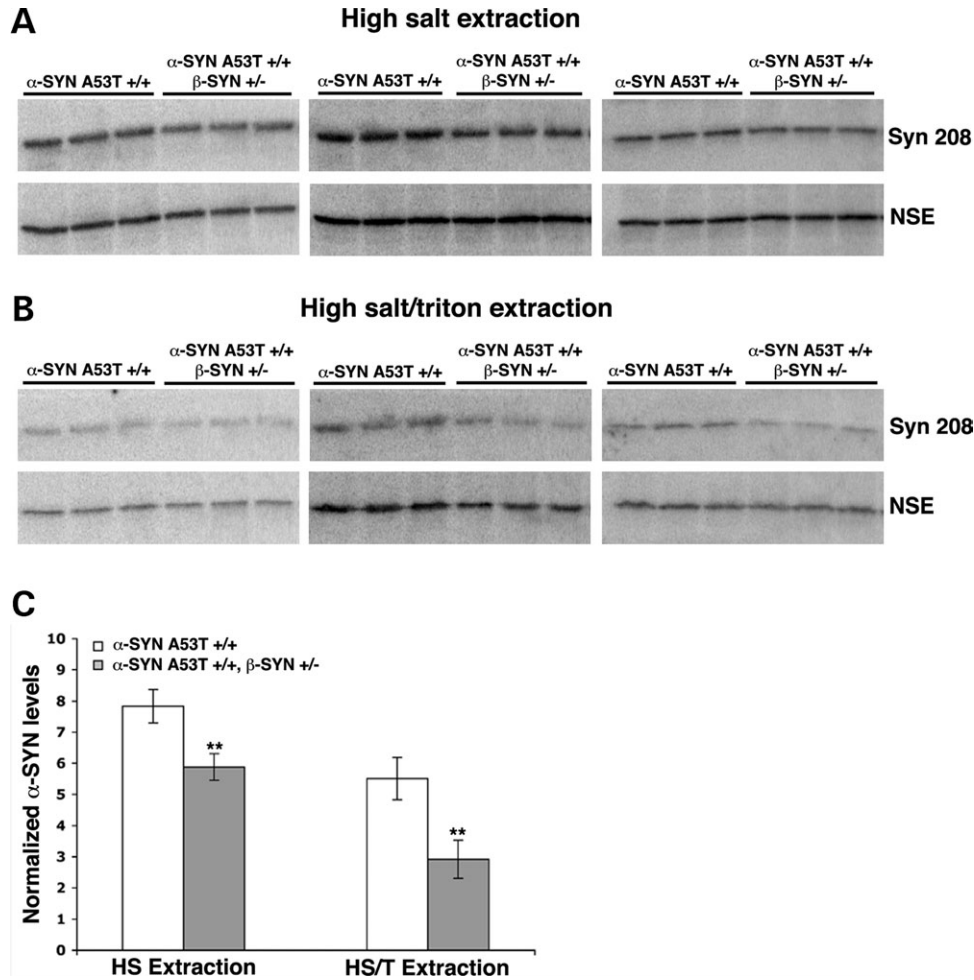 A
High salt extraction
α-SYN A53T +/+
α-SYN A53T +/+
β-SYN +/-
α-SYN A53T +/+
α-SYN A53T +/+
β-SYN +/-
α-SYN A53T +/+
α-SYN A53T +/+
β-SYN +/-
Syn 208
NSE
B
High salt/triton extraction
α-SYN A53T +/+
α-SYN A53T +/+
β-SYN +/-
α-SYN A53T +/+
α-SYN A53T +/+
β-SYN +/-
α-SYN A53T +/+
α-SYN A53T +/+
β-SYN +/-
Syn 208
NSE
C
Normalized α-SYN levels
10
9
8
7
6
5
4
3
2
1
0
α-SYN A53T +/+
α-SYN A53T +/+, β-SYN +/-
**
**
HS Extraction
HS/T Extraction